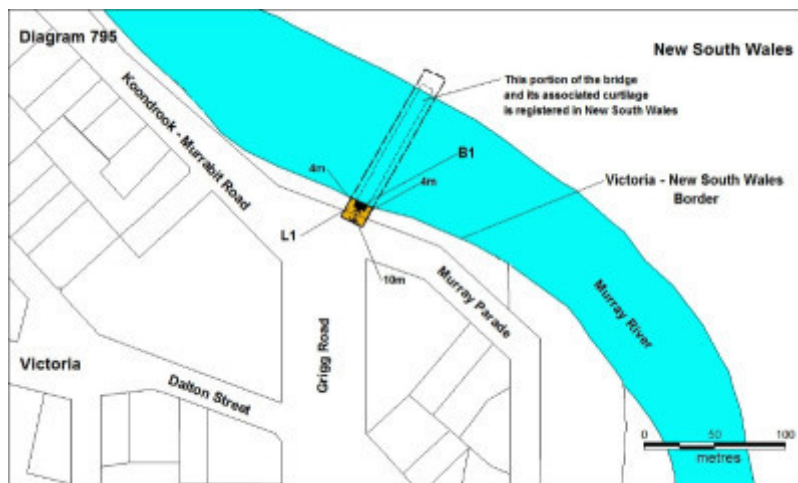 Diagram 795
New South Wales
This portion of the bridge
and its associated curtilage
is registered in New South Wales
Koondrook - Murrabit Road
B1
4m
4m
Victoria - New South Wales
Border
L1
10m
Murray Parade
Murray River
Grigg Road
Victoria
Dalton Street
0 50 100
metres